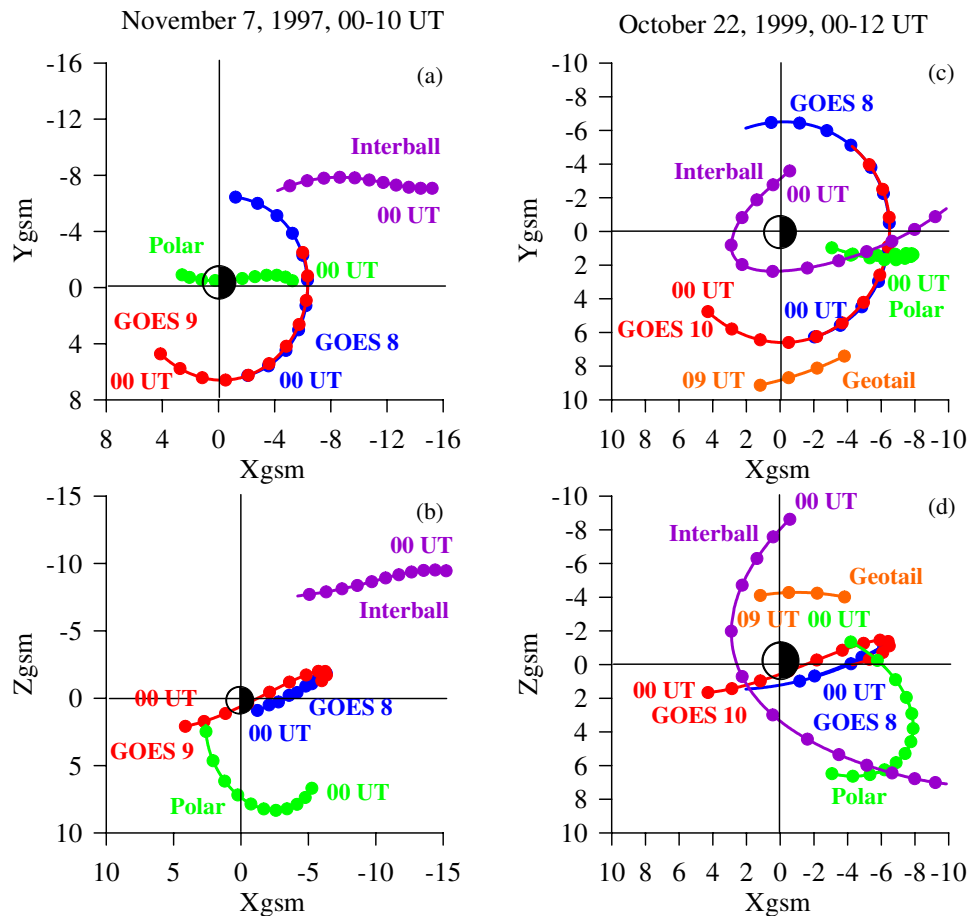 November 7, 1997, 00-10 UT
October 22, 1999, 00-12 UT
(a)
-16
-12
-8
-4
0
4
8
Ygsm
Interball
00 UT
Polar
00 UT
GOES 9
GOES 8
00 UT
00 UT
8 4 0 -4 -8 -12 -16
Xgsm
(c)
-10
-8
-6
-4
-2
0
2
4
6
8
10
Ygsm
GOES 8
Interball
00 UT
00 UT
00 UT
00 UT
Polar
GOES 10
09 UT
Geotail
10 8 6 4 2 0 -2 -4 -6 -8 -10
Xgsm
(b)
-15
-10
-5
0
5
10
Zgsm
00 UT
Interball
00 UT
GOES 8
00 UT
GOES 9
Polar
00 UT
10 5 0 -5 -10 -15
Xgsm
(d)
-10
-8
-6
-4
-2
0
2
4
6
8
10
Zgsm
00 UT
Interball
Geotail
09 UT
00 UT
00 UT
00 UT
GOES 10
GOES 8
Polar
10 8 6 4 2 0 -2 -4 -6 -8 -10
Xgsm